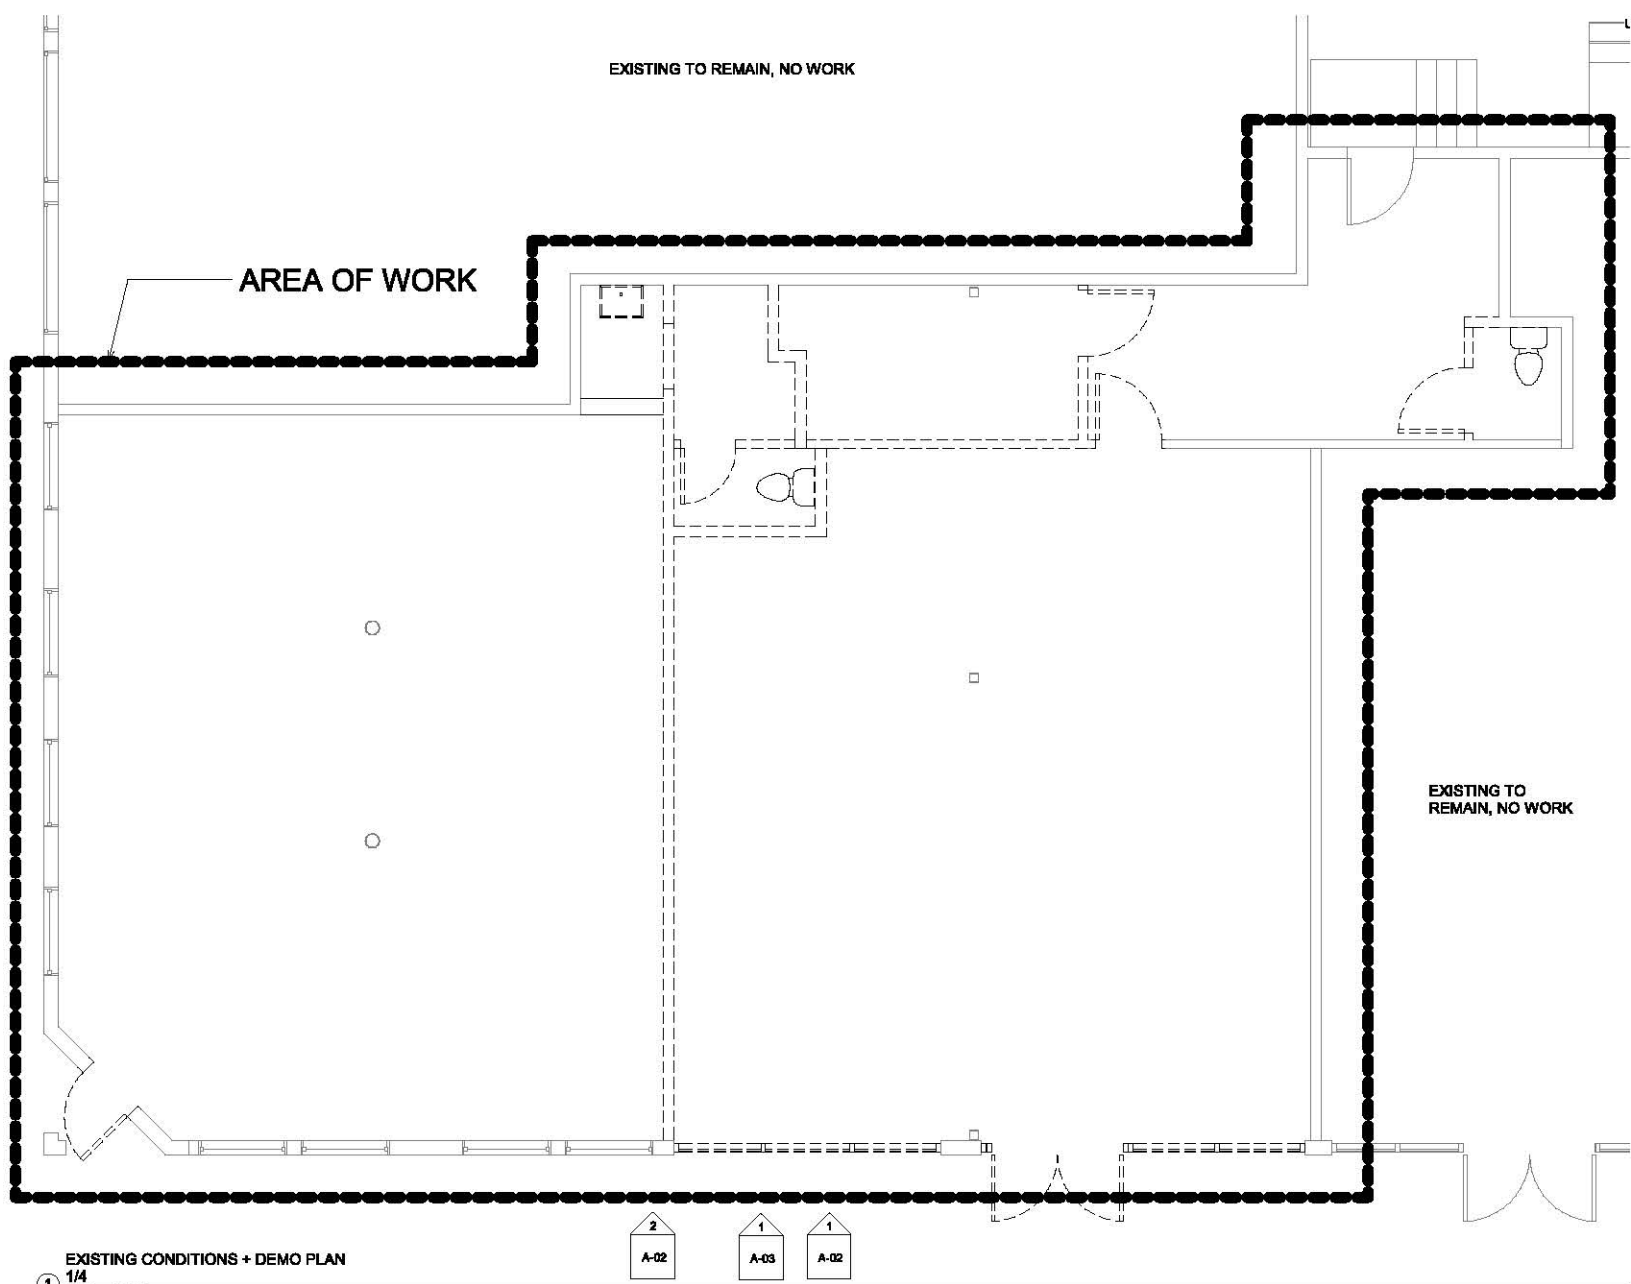 EXISTING TO REMAIN, NO WORK
AREA OF WORK
EXISTING TO
REMAIN, NO WORK
2
A-02
1
A-03
1
A-02
EXISTING CONDITIONS + DEMO PLAN
1
1/4